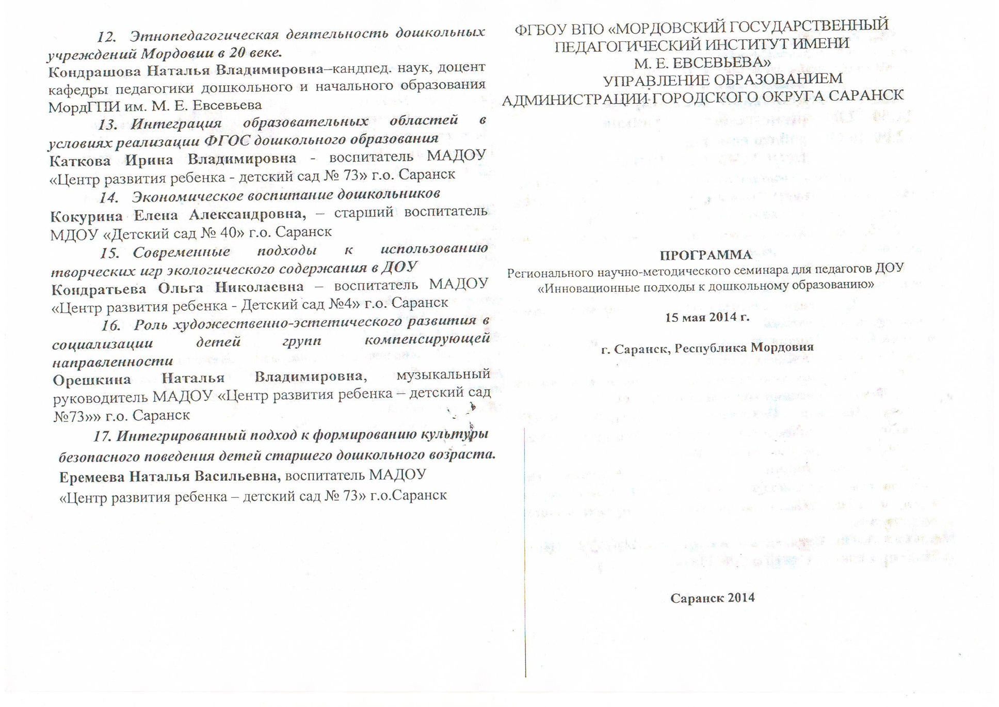 12. Этнопедагогическая деятельность дошкольных
учреждений Мордовии в 20 веке.
Кондрашова Наталья Владимировна–кандпед. наук, доцент
кафедры педагогики дошкольного и начального образования
МордГПИ им. М. Е. Евсевьева
13. Интеграция образовательных областей в
условиях реализации ФГОС дошкольного образования
Каткова Ирина Владимировна - воспитатель МАДОУ
«Центр развития ребенка - детский сад № 73» г.о. Саранск
14. Экономическое воспитание дошкольников
Кокурина Елена Александровна, – старший воспитатель
МДОУ «Детский сад № 40» г.о. Саранск
15. Современные подходы к использованию
творческих игр экологического содержания в ДОУ
Кондратьева Ольга Николаевна – воспитатель МАДОУ
«Центр развития ребенка - Детский сад №4» г.о. Саранск
16. Роль художественно-эстетического развития в
социализации детей групп компенсирующей
направленности
Орешкина Наталья Владимировна, музыкальный
руководитель МАДОУ «Центр развития ребенка – детский сад
№73»» г.о. Саранск
17. Интегрированный подход к формированию культуры
безопасного поведения детей старшего дошкольного возраста.
Еремеева Наталья Васильевна, воспитатель МАДОУ
«Центр развития ребенка – детский сад № 73» г.о.Саранск
ФГБОУ ВПО «МОРДОВСКИЙ ГОСУДАРСТВЕННЫЙ
ПЕДАГОГИЧЕСКИЙ ИНСТИТУТ ИМЕНИ
М. Е. ЕВСЕВЬЕВА»
УПРАВЛЕНИЕ ОБРАЗОВАНИЕМ
АДМИНИСТРАЦИИ ГОРОДСКОГО ОКРУГА САРАНСК
ПРОГРАММА
Регионального научно-методического семинара для педагогов ДОУ
«Инновационные подходы к дошкольному образованию»
15 мая 2014 г.
г. Саранск, Республика Мордовия
Саранск 2014